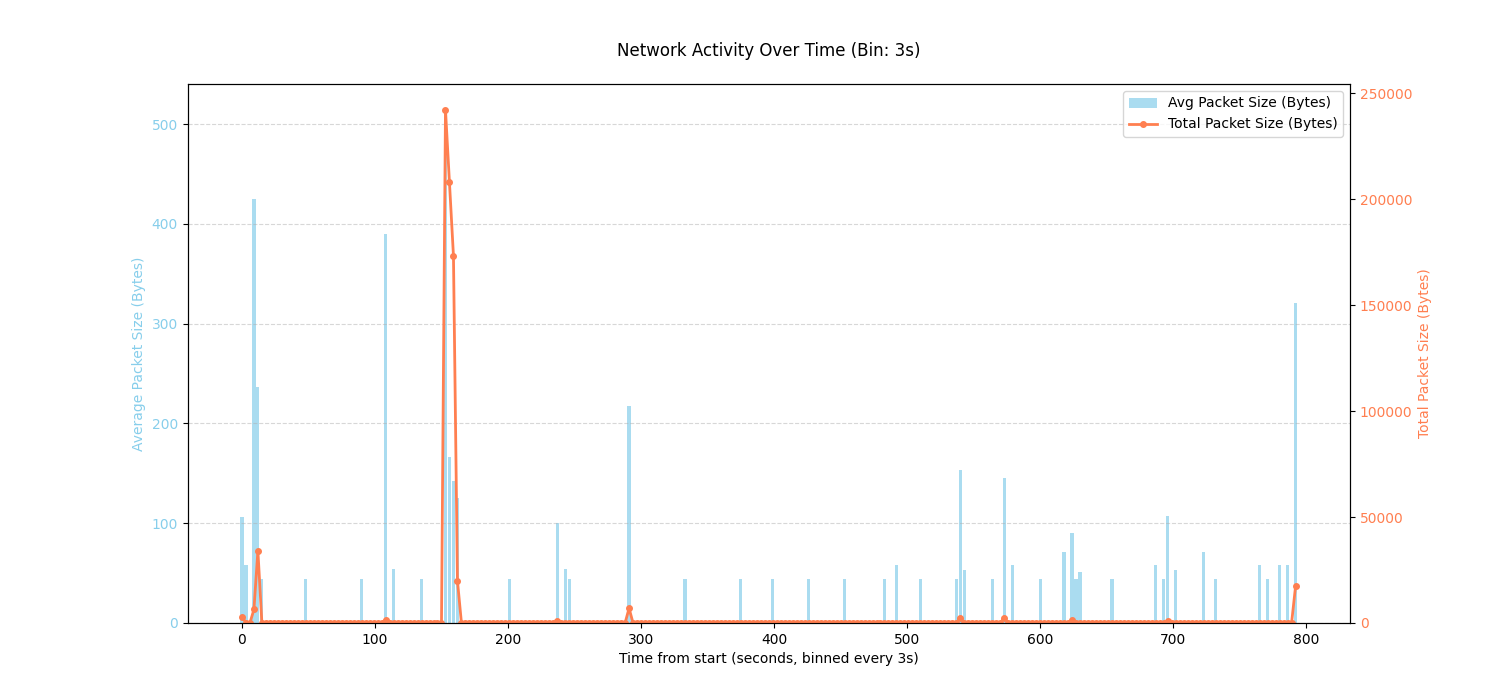 Network Activity Over Time (Bin: 3s)
Avg Packet Size (Bytes)
Total Packet Size (Bytes)
500
400
300
200
100
0
Average Packet Size (Bytes)
250000
200000
150000
100000
50000
0
Total Packet Size (Bytes)
0 100 200 300 400 500 600 700 800
Time from start (seconds, binned every 3s)